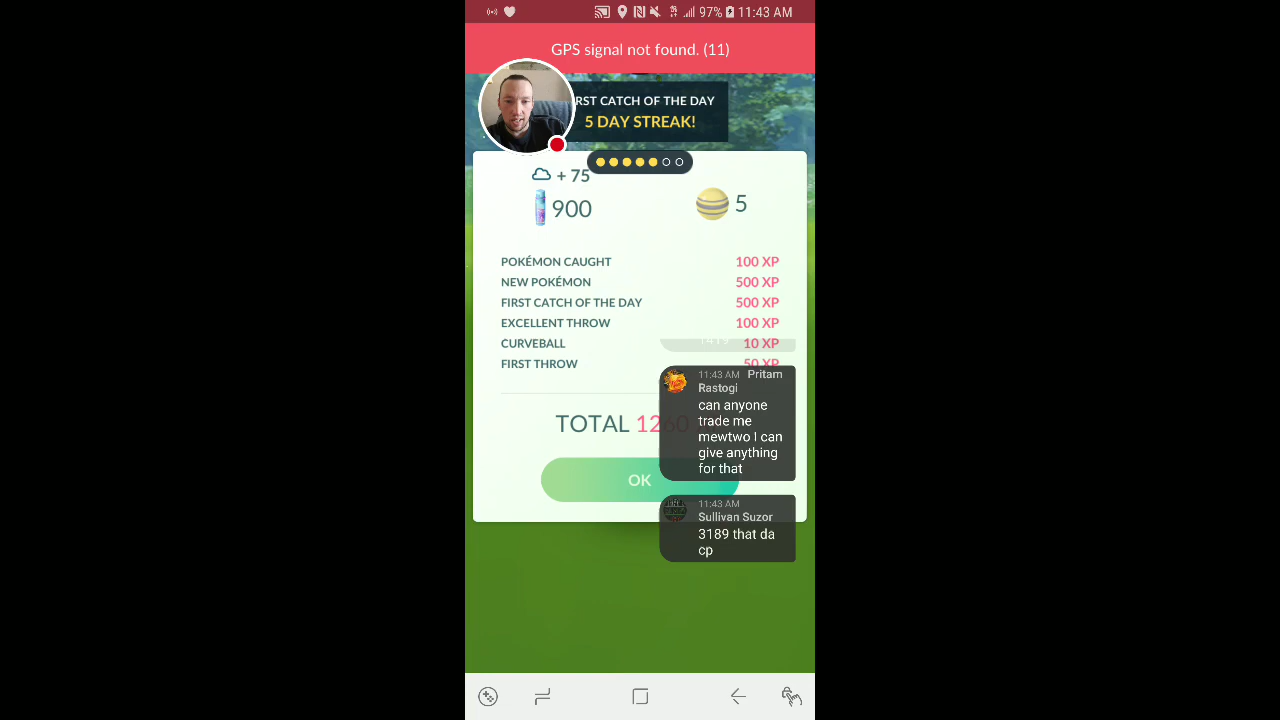 97% 11:43 AM
GPS signal not found. (11)
RST CATCH OF THE DAY
5 DAY STREAK!
+ 75
900
5
POKÉMON CAUGHT 100 XP
NEW POKÉMON 500 XP
FIRST CATCH OF THE DAY 500 XP
EXCELLENT THROW 100 XP
CURVEBALL 10 XP
FIRST THROW 50 XP
11:43 AM Pritam
Rastogi
can anyone
trade me
mewtwo I can
give anything
for that
TOTAL 1260
OK
11:43 AM
Sullivan Suzor
3189 that da
cp